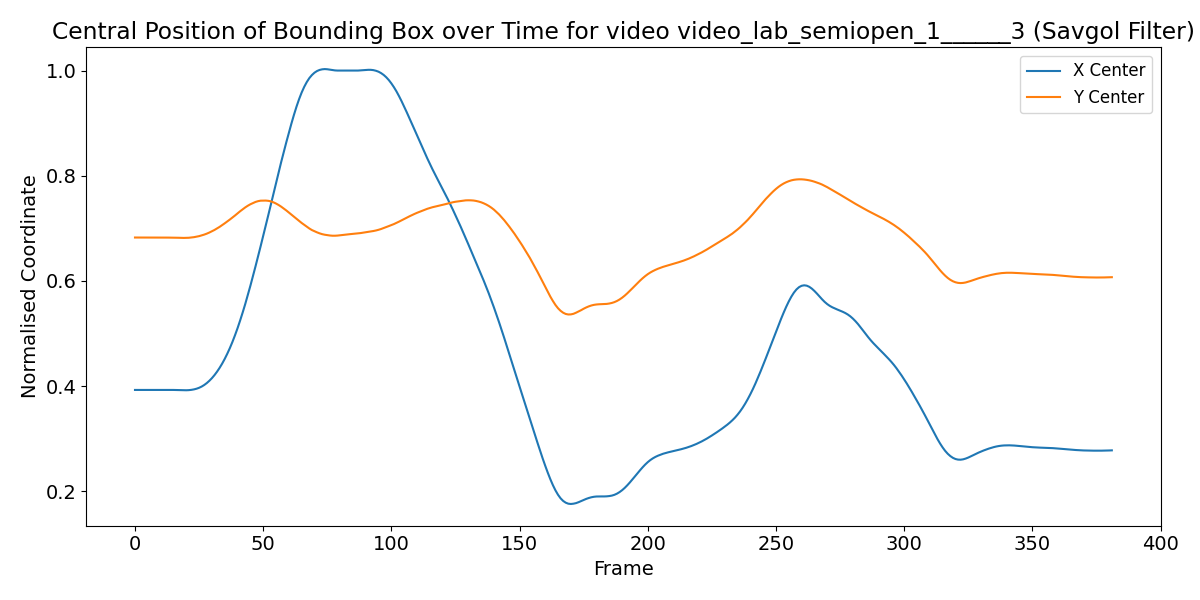 Central Position of Bounding Box over Time for video video_lab_semiopen_1______3 (Savgol Filter)
X Center
Y Center
Normalised Coordinate
1.0
0.8
0.6
0.4
0.2
0 50 100 150 200 250 300 350 400
Frame